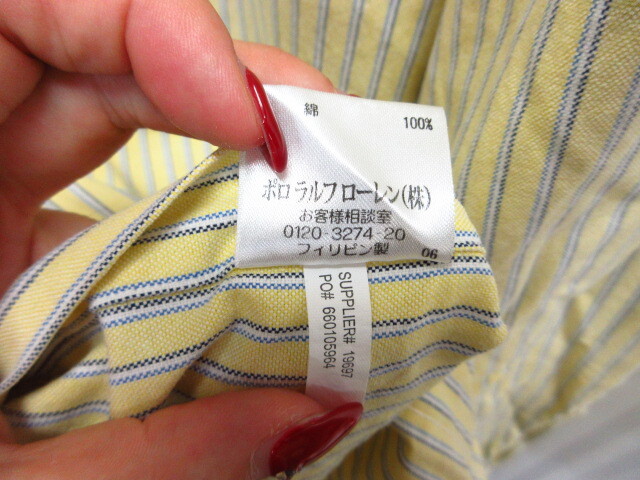 綿 100%
ポロ ラルフ ローレン(株)
お客様相談室
0120-3274-20
フィリピン製 06
SUPPLIER# 19697
PO# 660105964